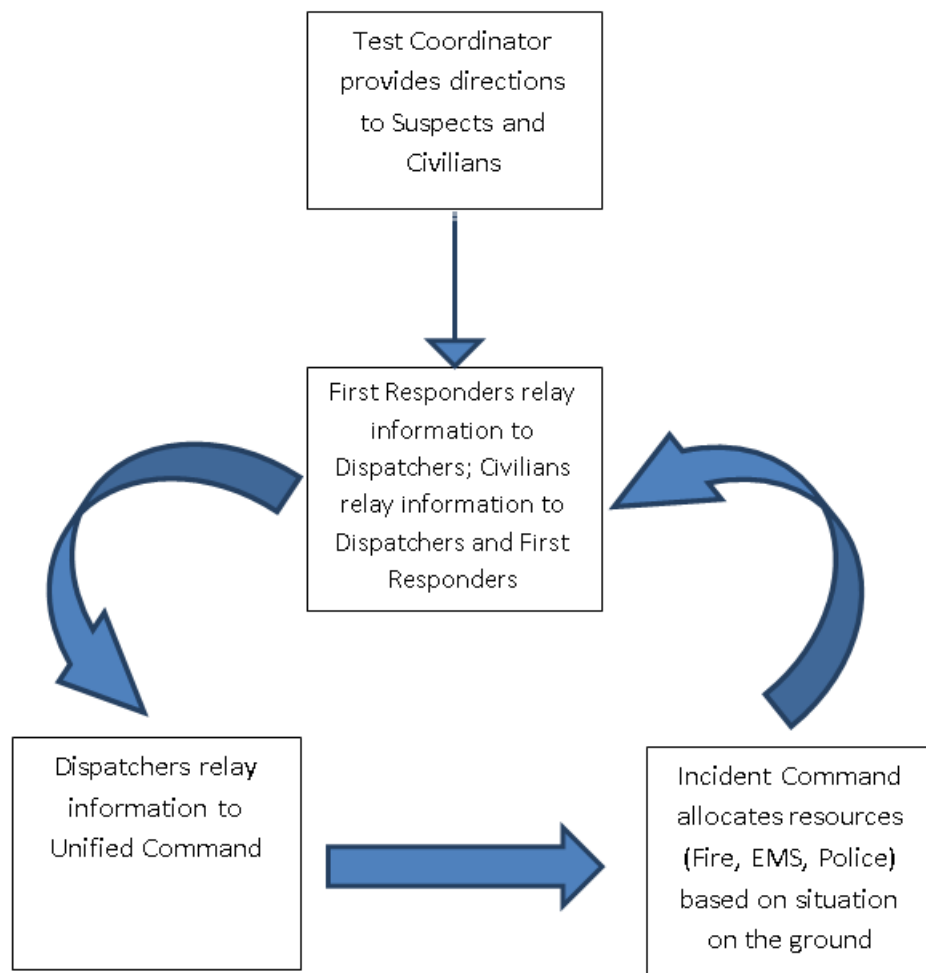 Test Coordinator
provides directions
to Suspects and
Civilians
First Responders relay
information to
Dispatchers; Civilians
relay information to
Dispatchers and First
Responders
Dispatchers relay
information to
Unified Command
Incident Command
allocates resources
(Fire, EMS, Police)
based on situation
on the ground